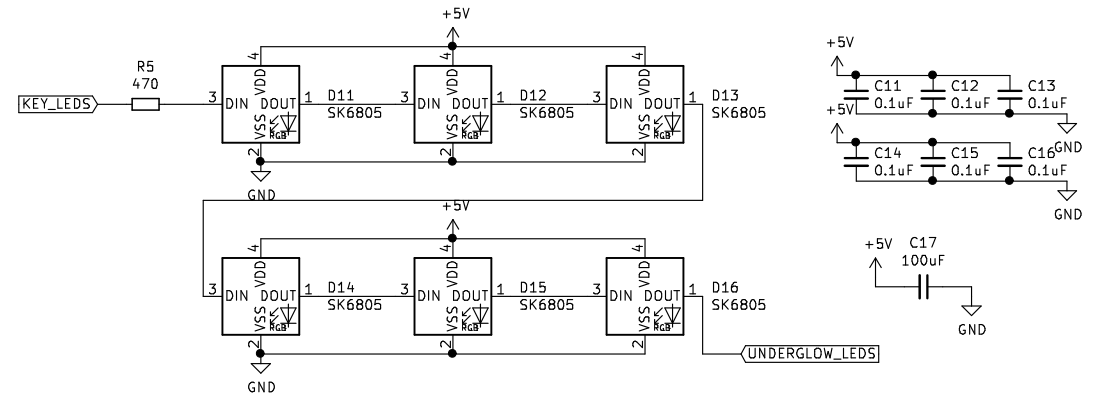 +5V
R5
470
KEY_LEDS
4
VDD
3
DIN
DOUT
1
VSS
RGB
2
D11
SK6805
VDD
3
DIN
DOUT
1
VSS
RGB
2
4
D12
SK6805
4
VDD
3
DIN
DOUT
1
VSS
RGB
2
D13
SK6805
GND
+5V
C11
0.1uF
C12
0.1uF
C13
0.1uF
GND
+5V
C14
0.1uF
C15
0.1uF
C16
0.1uF
GND
+5V
4
VDD
3
DIN
DOUT
1
VSS
RGB
2
D14
SK6805
4
VDD
3
DIN
DOUT
1
VSS
RGB
2
D15
SK6805
4
VDD
3
DIN
DOUT
1
VSS
RGB
2
D16
SK6805
GND
UNDERGLOW_LEDS
+5V
C17
100uF
GND